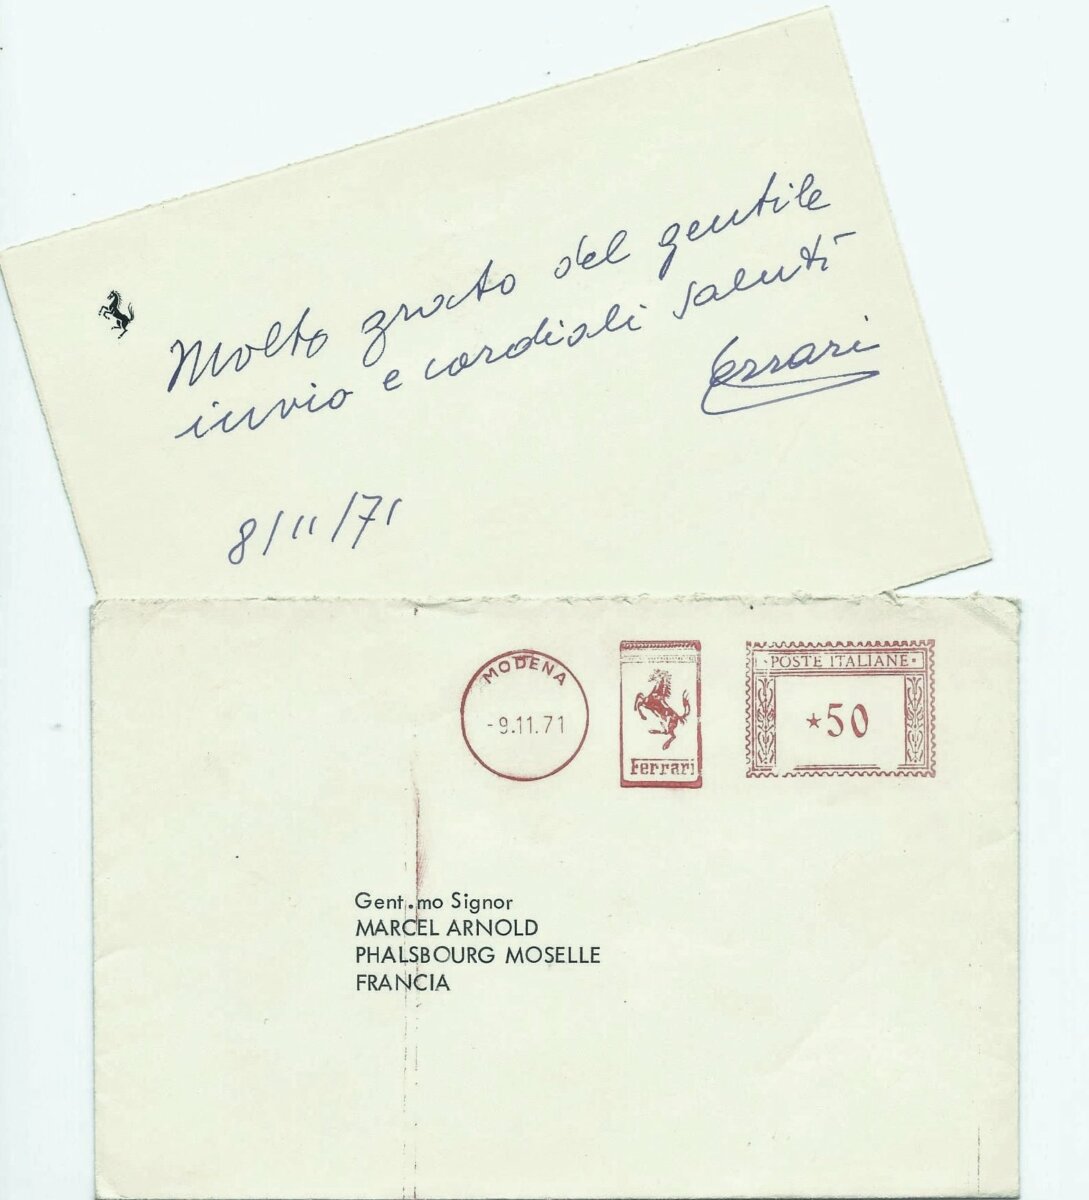 Molto grato del gentile
invio e cordiali saluti
Ferrari
8/11/71
MODENA
-9.11.71
Ferrari
·POSTE ITALIANE·
★50
Gent.mo Signor
MARCEL ARNOLD
PHALSBOURG MOSELLE
FRANCIA